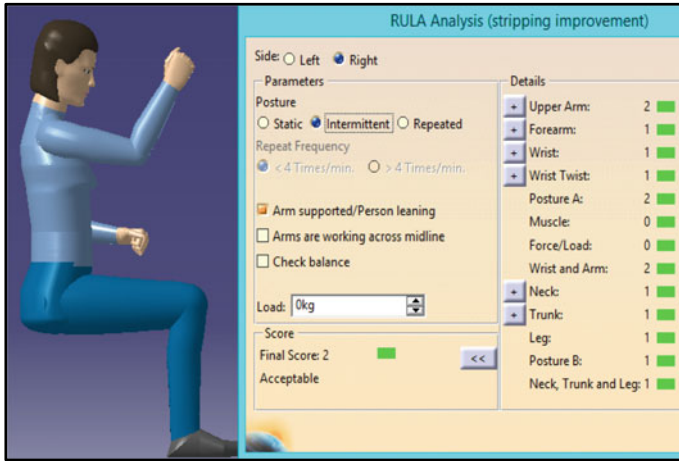 RULA Analysis (stripping improvement)
Side: Left Right
Parameters
Posture
Static Intermittent Repeated
Repeat Frequency
< 4 Times/min. > 4 Times/min.
Arm supported/Person leaning
Arms are working across midline
Check balance
Load: 0kg
Score
Final Score: 2
<<
Acceptable
Details
+ Upper Arm: 2
+ Forearm: 1
+ Wrist: 1
+ Wrist Twist: 1
Posture A: 2
Muscle: 0
Force/Load: 0
Wrist and Arm: 2
+ Neck: 1
+ Trunk: 1
Leg: 1
Posture B: 1
Neck, Trunk and Leg: 1